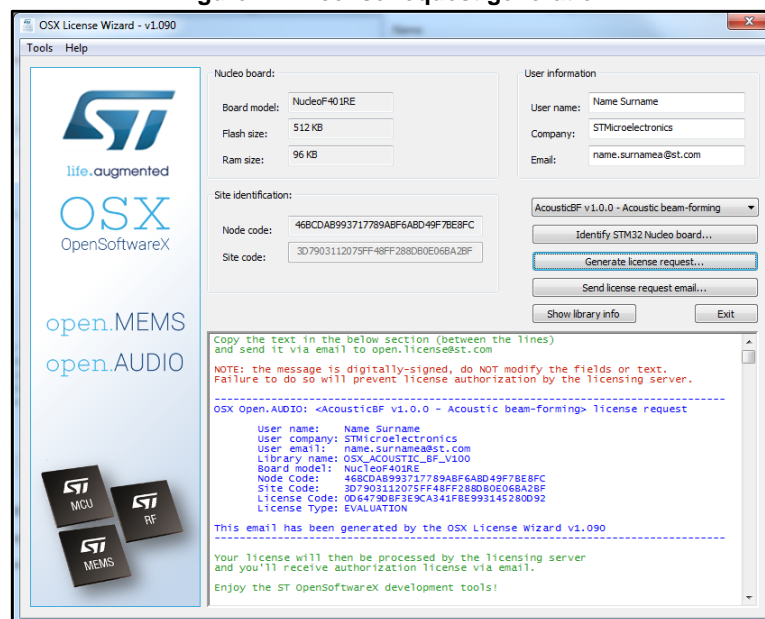 OSX License Wizard - v1.090
Tools Help
life.augmented
OSX
OpenSoftwareX
open.MEMS
open.AUDIO
MCU
RF
MEMS
Nucleo board:
Board model: NucleoF401RE
Flash size: 512 KB
Ram size: 96 KB
User information
User name: Name Surname
Company: STMicroelectronics
Email: name.surnamea@st.com
Site identification:
Node code: 46BCDAB993717789ABF6ABD49F7BE8FC
Site code: 3D7903112075FF48FF288DB0E06BA2BF
AcousticBF v1.0.0 - Acoustic beam-forming
Identify STM32 Nucleo board...
Generate license request...
Send license request email...
Show library info Exit
Copy the text in the below section (between the lines)
and send it via email to open.license@st.com
NOTE: the message is digitally-signed, do NOT modify the fields or text.
Failure to do so will prevent license authorization by the licensing server.
OSX Open.AUDIO: <AcousticBF v1.0.0 - Acoustic beam-forming> license request
User name: Name Surname
User company: STMicroelectronics
User email: name.surnamea@st.com
Library name: OSX_ACOUSTIC_BF_V100
Board model: NucleoF401RE
Node Code: 46BCDAB993717789ABF6ABD49F7BE8FC
Site Code: 3D7903112075FF48FF288DB0E06BA2BF
License Code: 0D6479DBF3E9CA341FBE993145280D92
License Type: EVALUATION
This email has been generated by the OSX License Wizard v1.090
Your license will then be processed by the licensing server
and you'll receive authorization license via email.
Enjoy the ST OpenSoftwareX development tools!